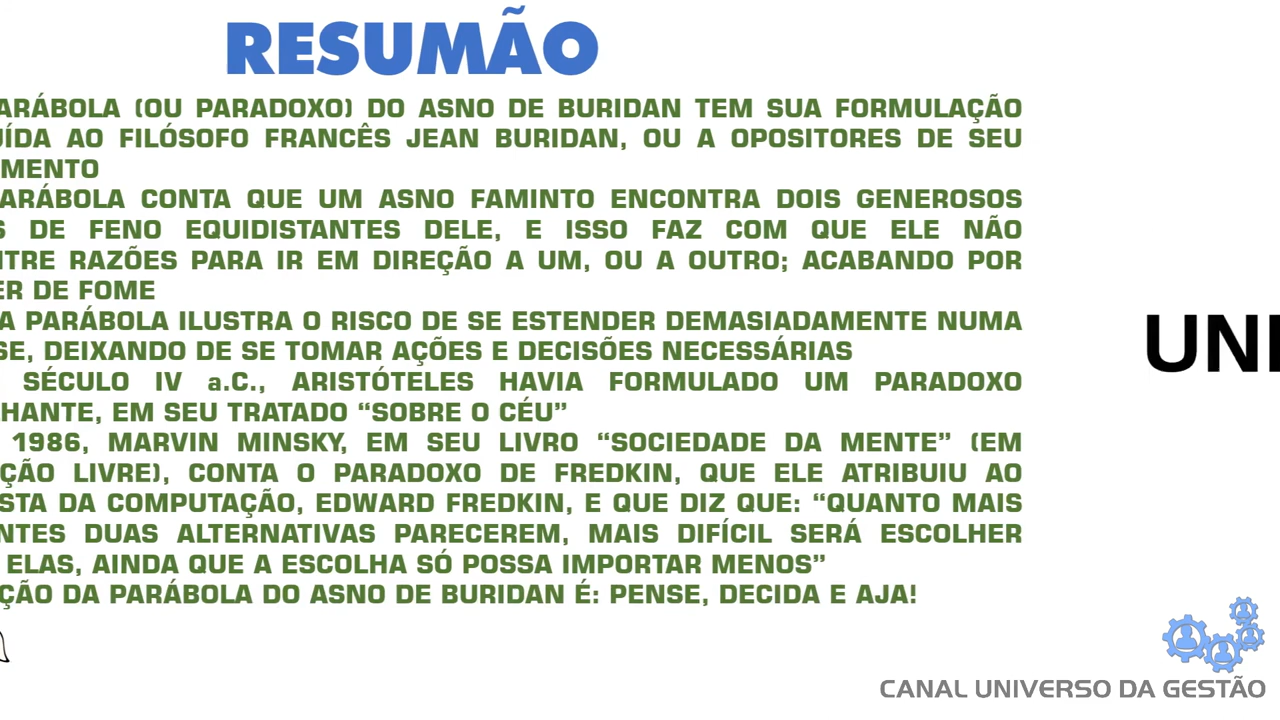 RESUMÃO
ARÁBOLA (OU PARADOXO) DO ASNO DE BURIDAN TEM SUA FORMULAÇÃO
UÍDA AO FILÓSOFO FRANCÊS JEAN BURIDAN, OU A OPOSITORES DE SEU
MENTO
ARÁBOLA CONTA QUE UM ASNO FAMINTO ENCONTRA DOIS GENEROSOS
S DE FENO EQUIDISTANTES DELE, E ISSO FAZ COM QUE ELE NÃO
NTRE RAZÕES PARA IR EM DIREÇÃO A UM, OU A OUTRO; ACABANDO POR
ER DE FOME
A PARÁBOLA ILUSTRA O RISCO DE SE ESTENDER DEMASIADAMENTE NUMA
SE, DEIXANDO DE SE TOMAR AÇÕES E DECISÕES NECESSÁRIAS
SÉCULO IV a.C., ARISTÓTELES HAVIA FORMULADO UM PARADOXO
LHANTE, EM SEU TRATADO “SOBRE O CÉU”
1986, MARVIN MINSKY, EM SEU LIVRO “SOCIEDADE DA MENTE” (EM
ÇÃO LIVRE), CONTA O PARADOXO DE FREDKIN, QUE ELE ATRIBUIU AO
STA DA COMPUTAÇÃO, EDWARD FREDKIN, E QUE DIZ QUE: “QUANTO MAIS
NTES DUAS ALTERNATIVAS PARECEREM, MAIS DIFÍCIL SERÁ ESCOLHER
ELAS, AINDA QUE A ESCOLHA SÓ POSSA IMPORTAR MENOS”
ÇÃO DA PARÁBOLA DO ASNO DE BURIDAN É: PENSE, DECIDA E AJA!
UNI
CANAL UNIVERSO DA GESTÃO